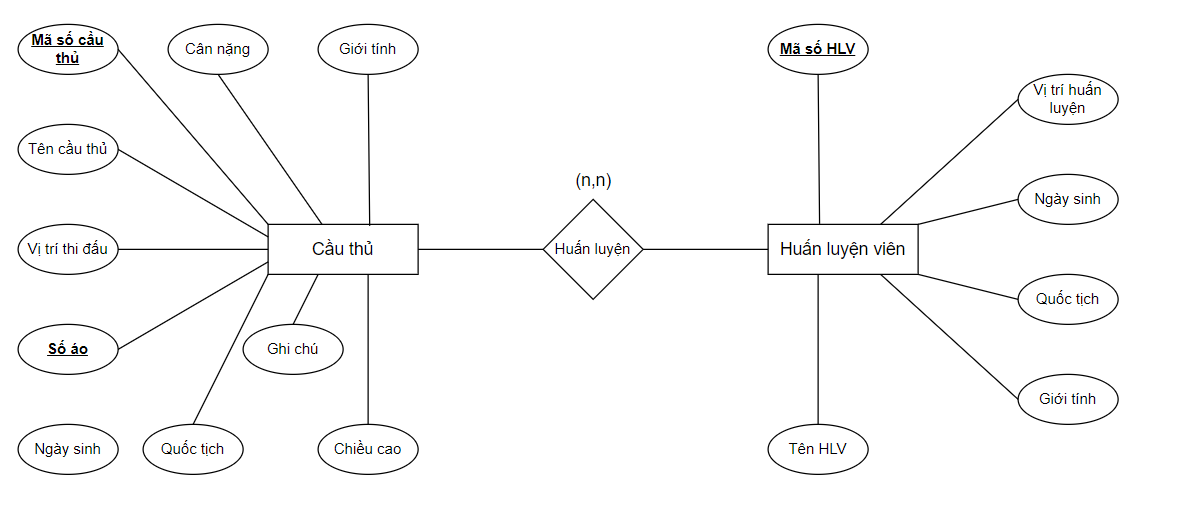 Mã số cầu
thủ
Cân nặng
Giới tính
Mã số HLV
Vị trí huấn
luyện
Tên cầu thủ
(n,n)
Ngày sinh
Vị trí thi đấu
Cầu thủ
Huấn luyện
Huấn luyện viên
Quốc tịch
Số áo
Ghi chú
Giới tính
Ngày sinh
Quốc tịch
Chiều cao
Tên HLV